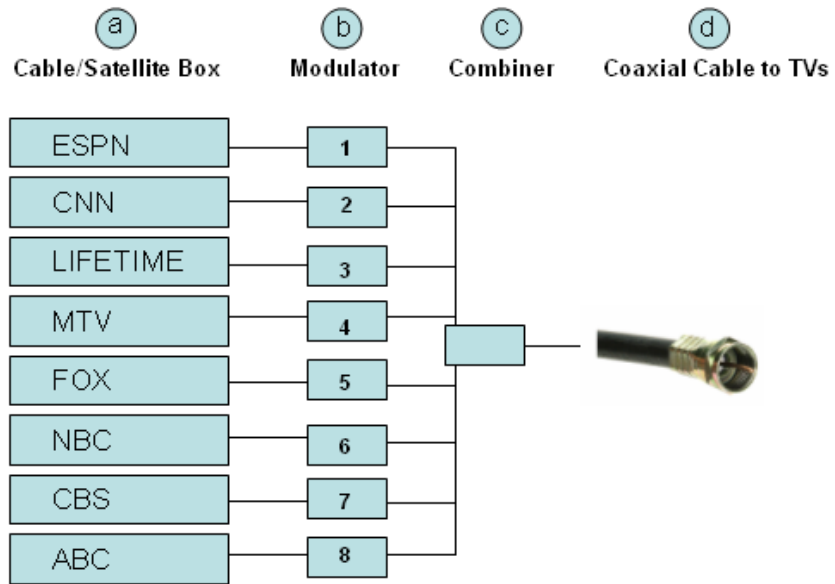 a b c d
Cable/Satellite Box Modulator Combiner Coaxial Cable to TVs
ESPN 1
CNN 2
LIFETIME 3
MTV 4
FOX 5
NBC 6
CBS 7
ABC 8